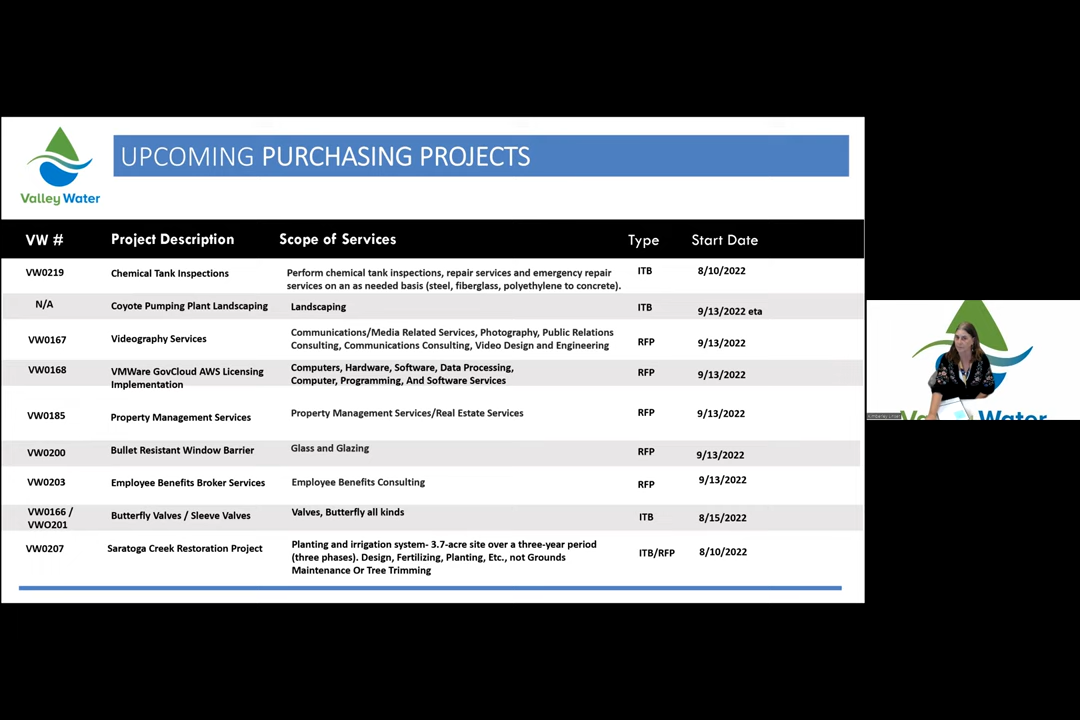 UPCOMING PURCHASING PROJECTS
Valley Water
VW # Project Description Scope of Services Type Start Date
VW0219 Chemical Tank Inspections Perform chemical tank inspections, repair services and emergency repair ITB 8/10/2022
services on an as needed basis (steel, fiberglass, polyethylene to concrete).
N/A Coyote Pumping Plant Landscaping Landscaping ITB 9/13/2022 eta
VW0167 Videography Services Communications/Media Related Services, Photography, Public Relations RFP 9/13/2022
Consulting, Communications Consulting, Video Design and Engineering
VW0168 VMWare GovCloud AWS Licensing Computers, Hardware, Software, Data Processing, RFP 9/13/2022
Implementation Computer, Programming, And Software Services
VW0185 Property Management Services Property Management Services/Real Estate Services RFP 9/13/2022
VW0200 Bullet Resistant Window Barrier Glass and Glazing RFP 9/13/2022
VW0203 Employee Benefits Broker Services Employee Benefits Consulting RFP 9/13/2022
VW0166 / Butterfly Valves / Sleeve Valves Valves, Butterfly all kinds ITB 8/15/2022
VWO201
VW0207 Saratoga Creek Restoration Project Planting and irrigation system- 3.7-acre site over a three-year period ITB/RFP 8/10/2022
(three phases). Design, Fertilizing, Planting, Etc., not Grounds
Maintenance Or Tree Trimming
Water